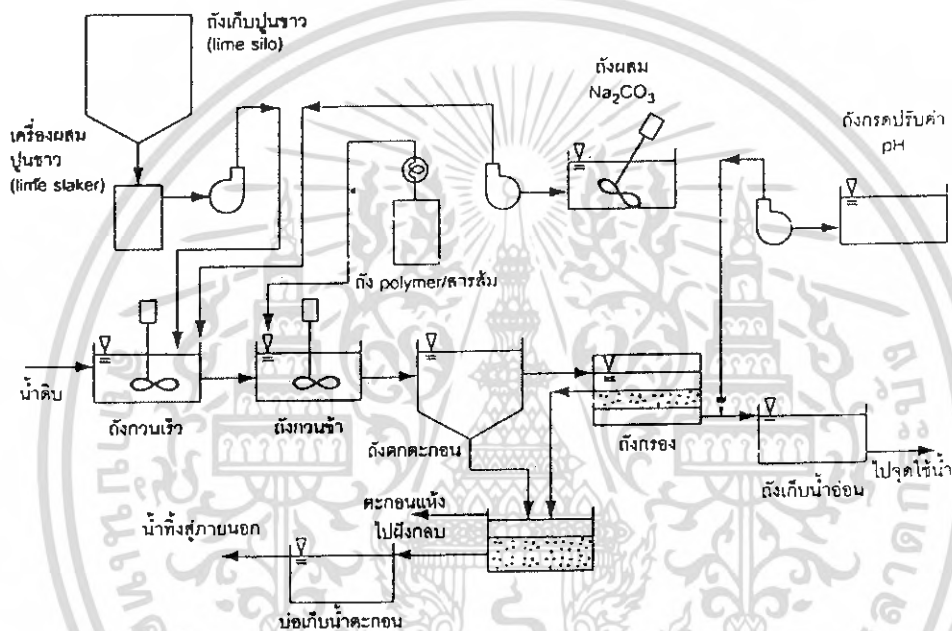 ถังเก็บปูนขาว
(lime silo)
ถังผสม
Na2CO3
ถังกรดปรับค่า
pH
เครื่องผสม
ปูนขาว
(lime slaker)
ถัง polymer/สารส้ม
น้ำดิบ
ถังกวนเร็ว
ถังกวนช้า
ถังตกตะกอน
ถังกรอง
ถังเก็บน้ำอ่อน
ไปจุดใช้น้ำ
ตะกอนแห้ง
ไปฝังกลบ
น้ำทิ้งสู่ภายนอก
บ่อเก็บน้ำตะกอน